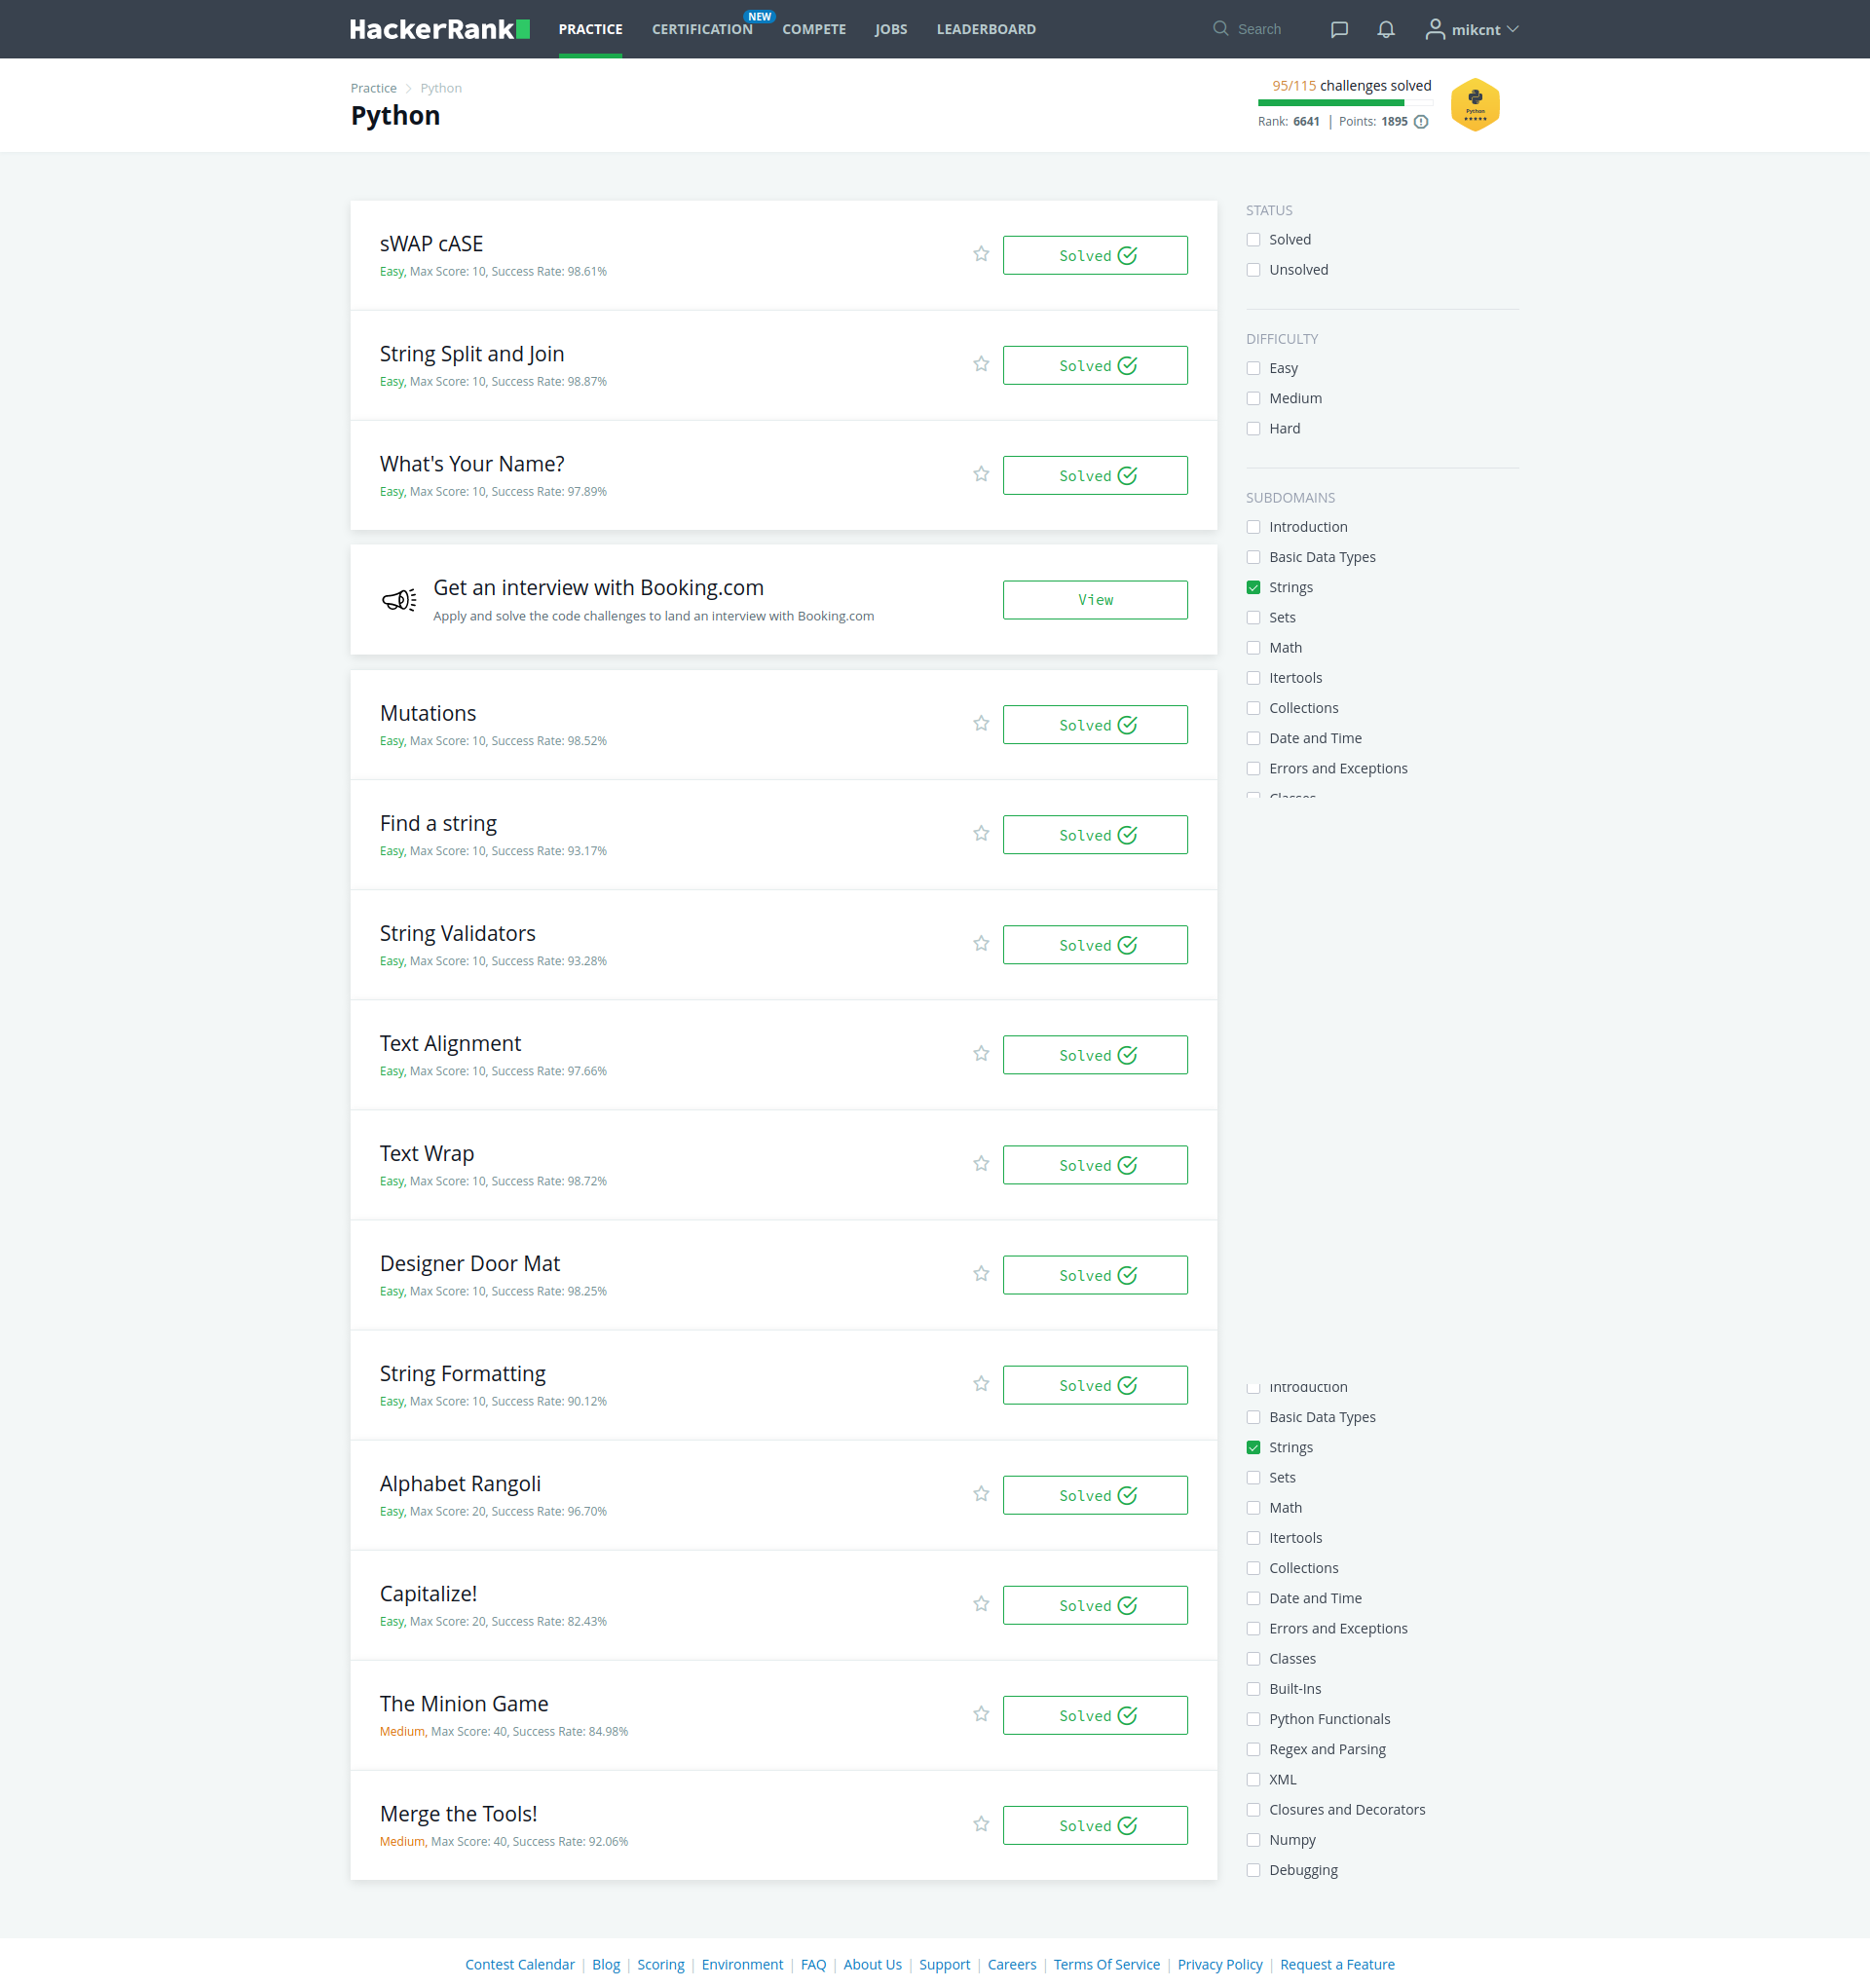 HackerRank
PRACTICE
CERTIFICATION
NEW
COMPETE
JOBS
LEADERBOARD
Search
mikcnt
Practice
Python
Python
95/115 challenges solved
Rank: 6641 | Points: 1895
Python
sWAP cASE
Easy, Max Score: 10, Success Rate: 98.61%
Solved
String Split and Join
Easy, Max Score: 10, Success Rate: 98.87%
Solved
What's Your Name?
Easy, Max Score: 10, Success Rate: 97.89%
Solved
Get an interview with Booking.com
Apply and solve the code challenges to land an interview with Booking.com
View
Mutations
Easy, Max Score: 10, Success Rate: 98.52%
Solved
Find a string
Easy, Max Score: 10, Success Rate: 93.17%
Solved
String Validators
Easy, Max Score: 10, Success Rate: 93.28%
Solved
Text Alignment
Easy, Max Score: 10, Success Rate: 97.66%
Solved
Text Wrap
Easy, Max Score: 10, Success Rate: 98.72%
Solved
Designer Door Mat
Easy, Max Score: 10, Success Rate: 98.25%
Solved
String Formatting
Easy, Max Score: 10, Success Rate: 90.12%
Solved
Alphabet Rangoli
Easy, Max Score: 20, Success Rate: 96.70%
Solved
Capitalize!
Easy, Max Score: 20, Success Rate: 82.43%
Solved
The Minion Game
Medium, Max Score: 40, Success Rate: 84.98%
Solved
Merge the Tools!
Medium, Max Score: 40, Success Rate: 92.06%
Solved
STATUS
Solved
Unsolved
DIFFICULTY
Easy
Medium
Hard
SUBDOMAINS
Introduction
Basic Data Types
Strings
Sets
Math
Itertools
Collections
Date and Time
Errors and Exceptions
Classes
Introduction
Basic Data Types
Strings
Sets
Math
Itertools
Collections
Date and Time
Errors and Exceptions
Classes
Built-Ins
Python Functionals
Regex and Parsing
XML
Closures and Decorators
Numpy
Debugging
Contest Calendar | Blog | Scoring | Environment | FAQ | About Us | Support | Careers | Terms Of Service | Privacy Policy | Request a Feature